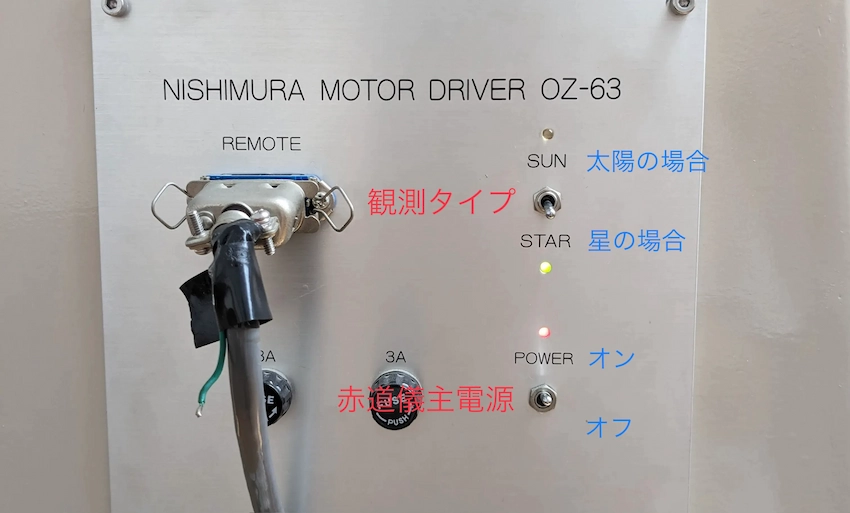 NISHIMURA MOTOR DRIVER OZ-63
REMOTE
SUN 太陽の場合
観測タイプ
STAR 星の場合
3A
POWER オン
赤道儀主電源
FUSE
PUSH
オフ